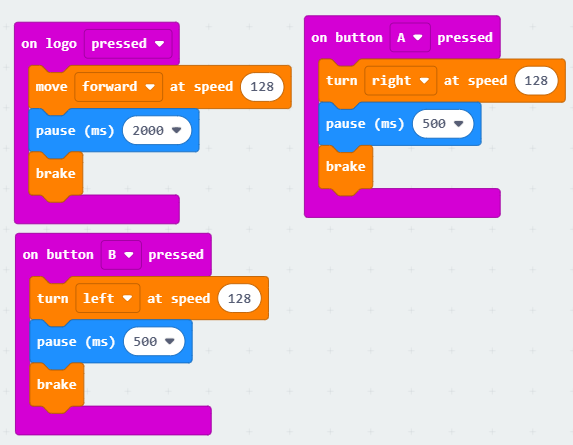 on logo pressed
move forward at speed 128
pause (ms) 2000
brake
on button A pressed
turn right at speed 128
pause (ms) 500
brake
on button B pressed
turn left at speed 128
pause (ms) 500
brake